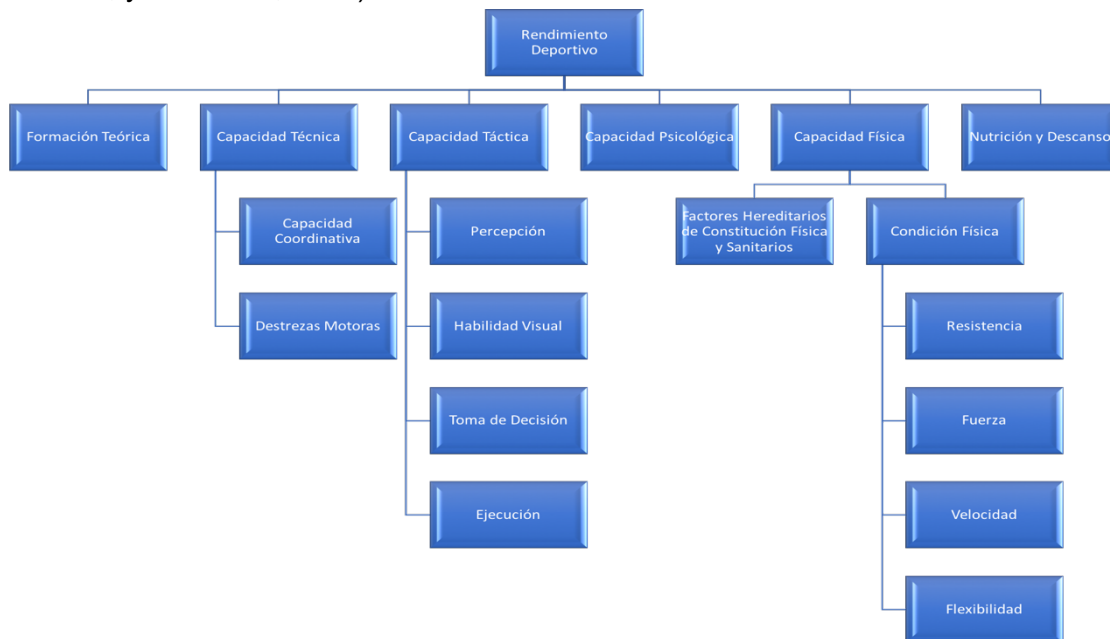 Rendimiento
Deportivo
Formación Teórica
Capacidad Técnica
Capacidad Táctica
Capacidad Psicológica
Capacidad Física
Nutrición y Descanso
Capacidad
Coordinativa
Destrezas Motoras
Percepción
Habilidad Visual
Toma de Decisión
Ejecución
Factores Hereditarios
de Constitución Física
y Sanitarios
Condición Física
Resistencia
Fuerza
Velocidad
Flexibilidad